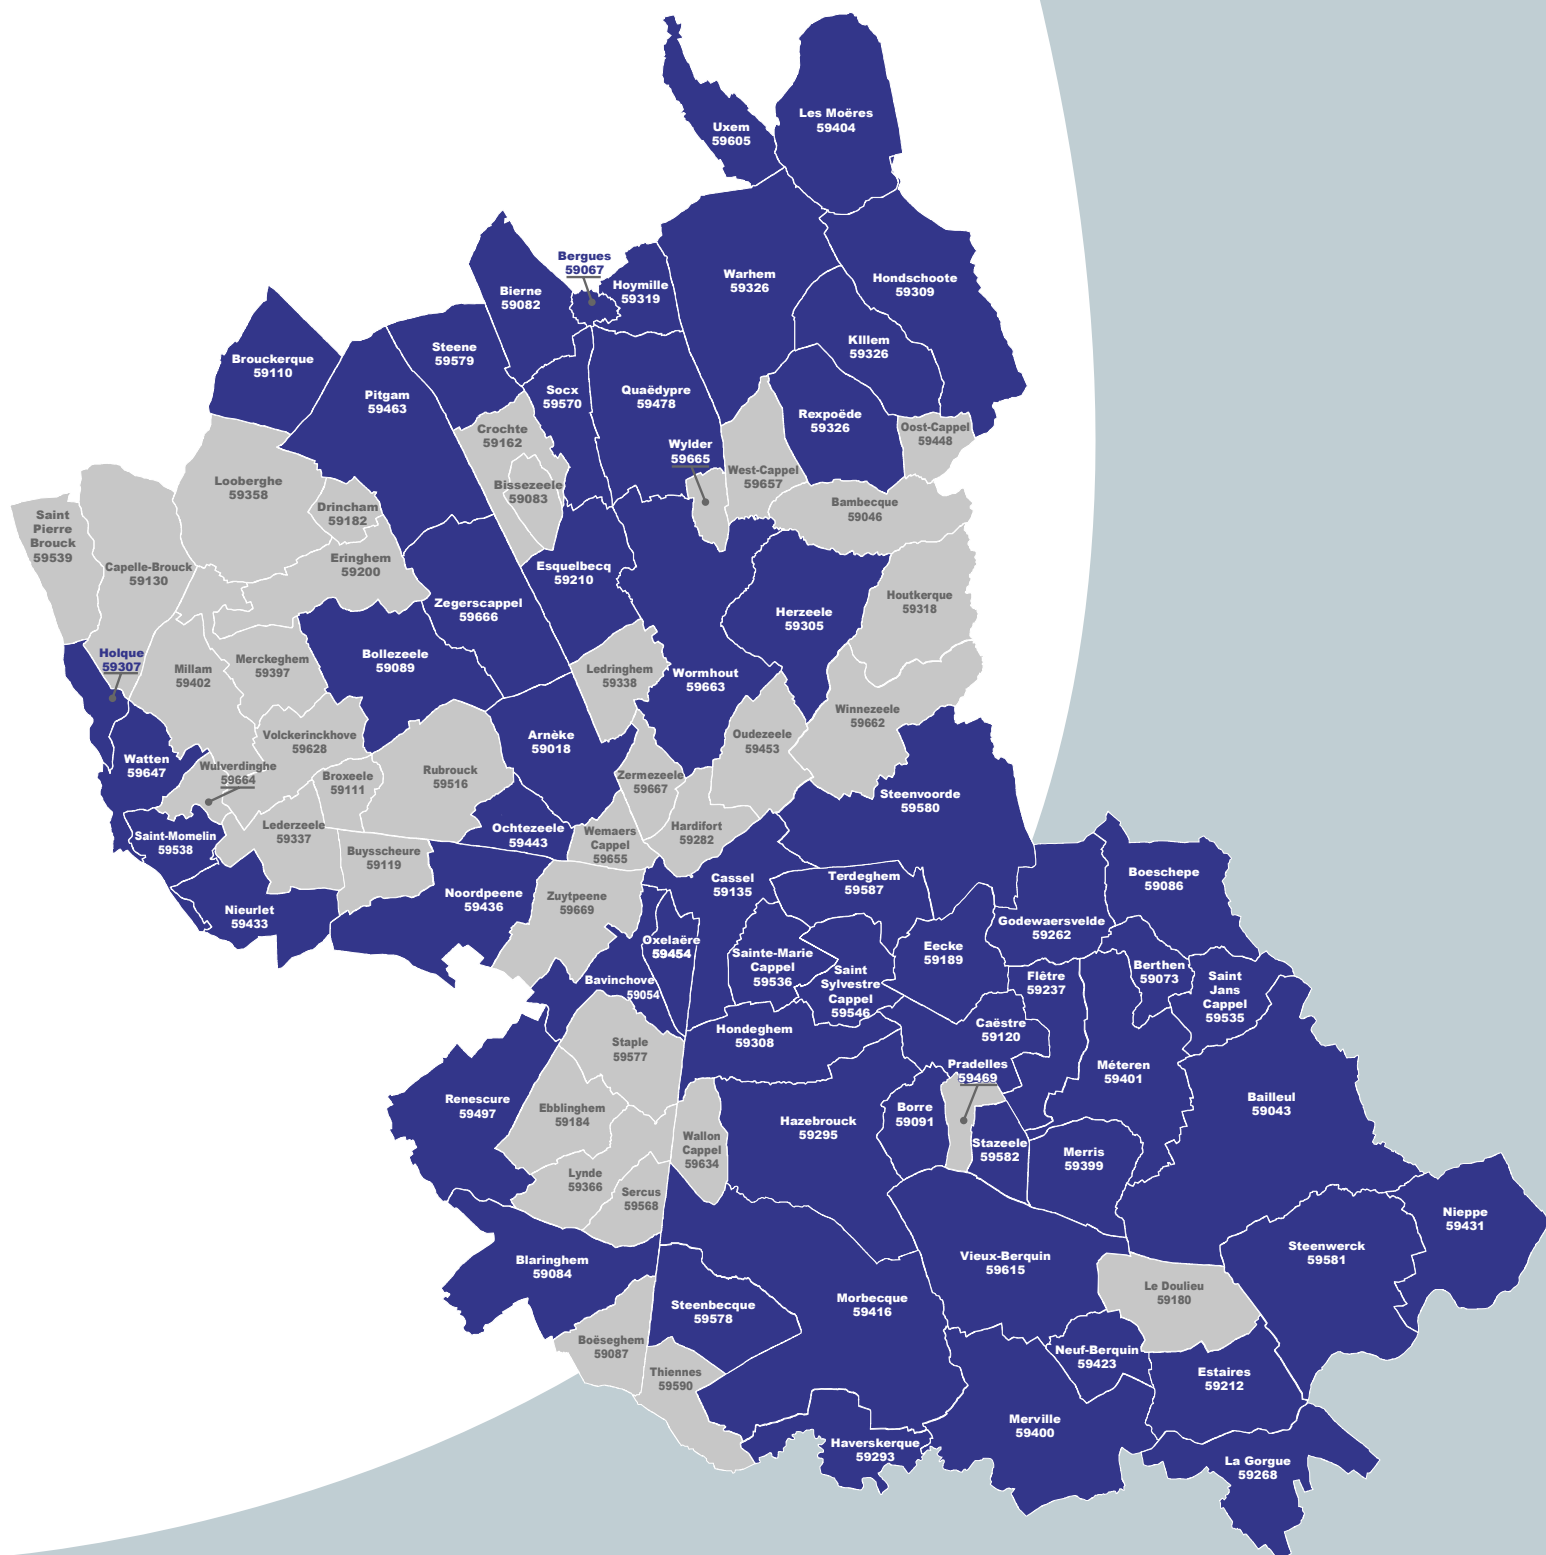 Uxem
59605
Les Moëres
59404
Bergues
59067
Bierne
59082
Hoymille
59319
Warhem
59326
Hondschoote
59309
Brouckerque
59110
Steene
59579
KIllem
59326
Pitgam
59463
Socx
59570
Quaëdypre
59478
Rexpoëde
59326
Oost-Cappel
59448
Crochte
59162
Wylder
59665
West-Cappel
59657
Looberghe
59358
Bissezeele
59083
Drincham
59182
Bambecque
59046
Saint
Pierre
Brouck
59539
Capelle-Brouck
59130
Eringhem
59200
Esquelbecq
59210
Zegerscappel
59666
Herzeele
59305
Houtkerque
59318
Holque
59307
Millam
59402
Merckeghem
59397
Bollezeele
59089
Ledringhem
59338
Wormhout
59663
Winnezeele
59662
Volckerinckhove
59628
Arnèke
59018
Oudezeele
59453
Watten
59647
Wulverdinghe
59664
Broxeele
59111
Rubrouck
59516
Zermezeele
59667
Steenvoorde
59580
Saint-Momelin
59538
Lederzeele
59337
Ochtezeele
59443
Wemaers
Cappel
59655
Hardifort
59282
Buysscheure
59119
Noordpeene
59436
Zuytpeene
59669
Cassel
59135
Terdeghem
59587
Boeschepe
59086
Nieurlet
59433
Godewaersvelde
59262
Oxelaëre
59454
Sainte-Marie
Cappel
59536
Saint
Sylvestre
Cappel
59546
Eecke
59189
Flêtre
59237
Berthen
59073
Saint
Jans
Cappel
59535
Bavinchove
59054
Hondeghem
59308
Caëstre
59120
Staple
59577
Pradelles
59469
Méteren
59401
Renescure
59497
Ebblinghem
59184
Wallon
Cappel
59634
Hazebrouck
59295
Borre
59091
Stazeele
59582
Merris
59399
Bailleul
59043
Lynde
59366
Sercus
59568
Nieppe
59431
Blaringhem
59084
Vieux-Berquin
59615
Steenwerck
59581
Le Doulieu
59180
Steenbecque
59578
Morbecque
59416
Boëseghem
59087
Neuf-Berquin
59423
Thiennes
59590
Estaires
59212
Merville
59400
Haverskerque
59293
La Gorgue
59268